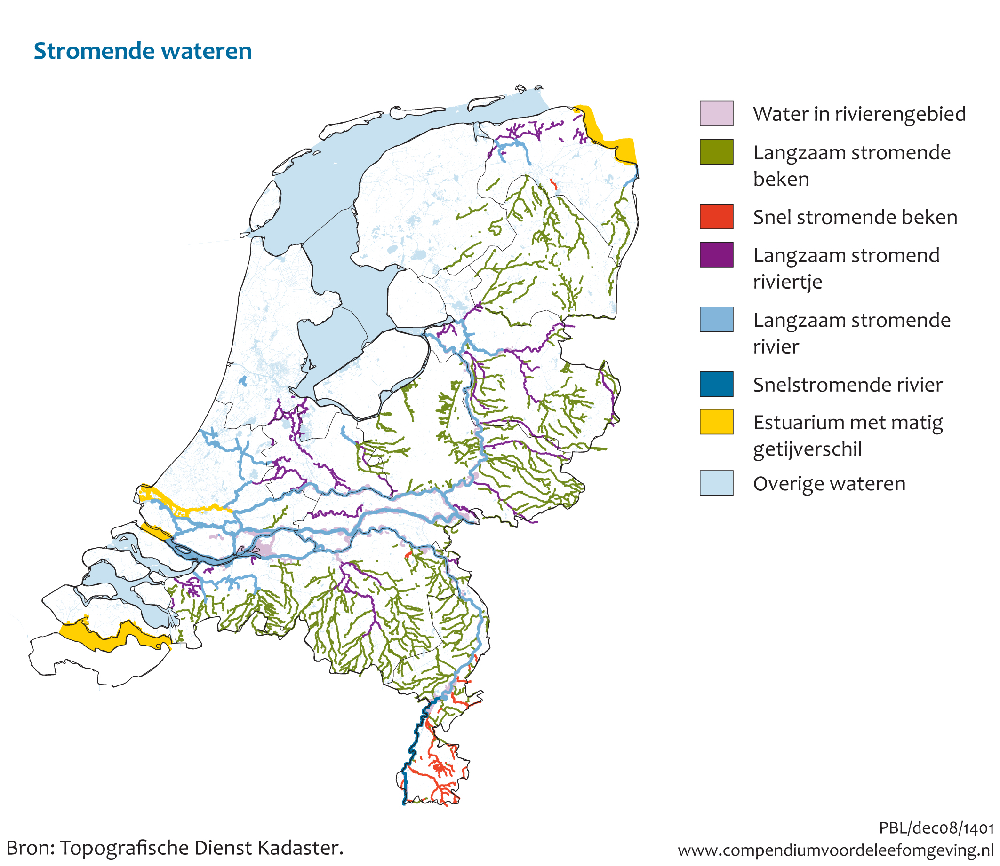 Stromende wateren
Water in rivierengebied
Langzaam stromende
beken
Snel stromende beken
Langzaam stromend
riviertje
Langzaam stromende
rivier
Snelstromende rivier
Estuarium met matig
getijverschil
Overige wateren
PBL/dec08/1401
Bron: Topografische Dienst Kadaster.
www.compendiumvoordeleefomgeving.nl